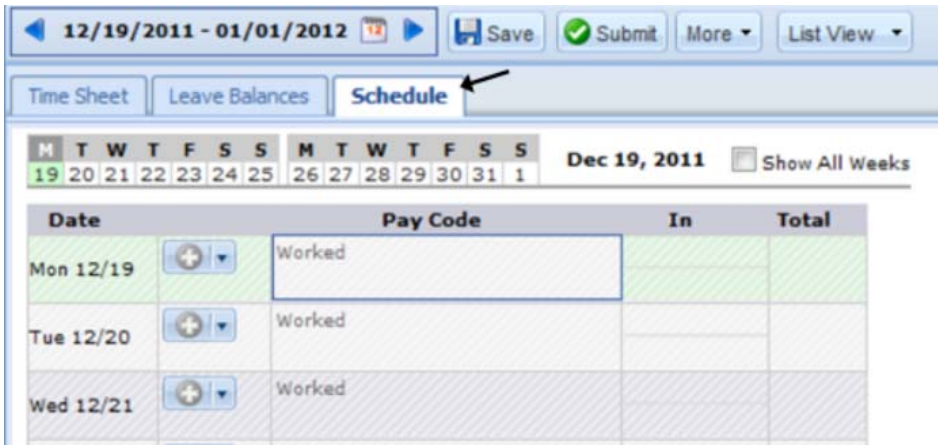 12/19/2011 - 01/01/2012 12 Save Submit More List View
Time Sheet Leave Balances Schedule
M T W T F S S M T W T F S S
19 20 21 22 23 24 25 26 27 28 29 30 31 1
Dec 19, 2011 Show All Weeks
Date Pay Code In Total
Mon 12/19 Worked
Tue 12/20 Worked
Wed 12/21 Worked